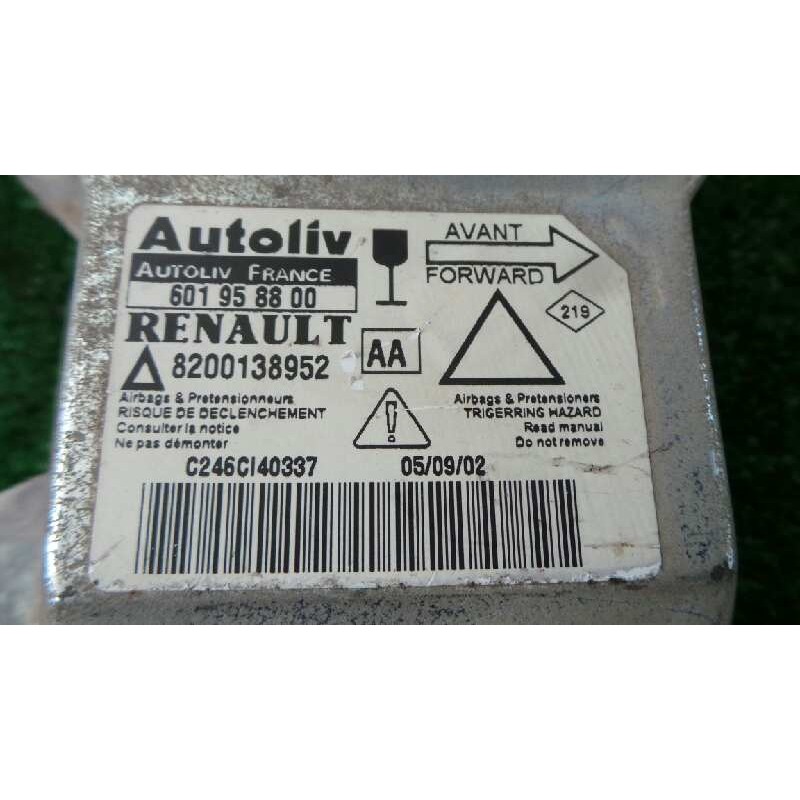 Autoliv
AUTOLIV FRANCE
601 95 88 00
RENAULT
8200138952
AA
AVANT
FORWARD
219
Airbags & Pretensionneurs
RISQUE DE DECLENCHEMENT
Consulter la notice
Ne pas démonter
!
Airbags & Pretensioners
TRIGERRING HAZARD
Read manual
Do not remove
C246CI40337 05/09/02